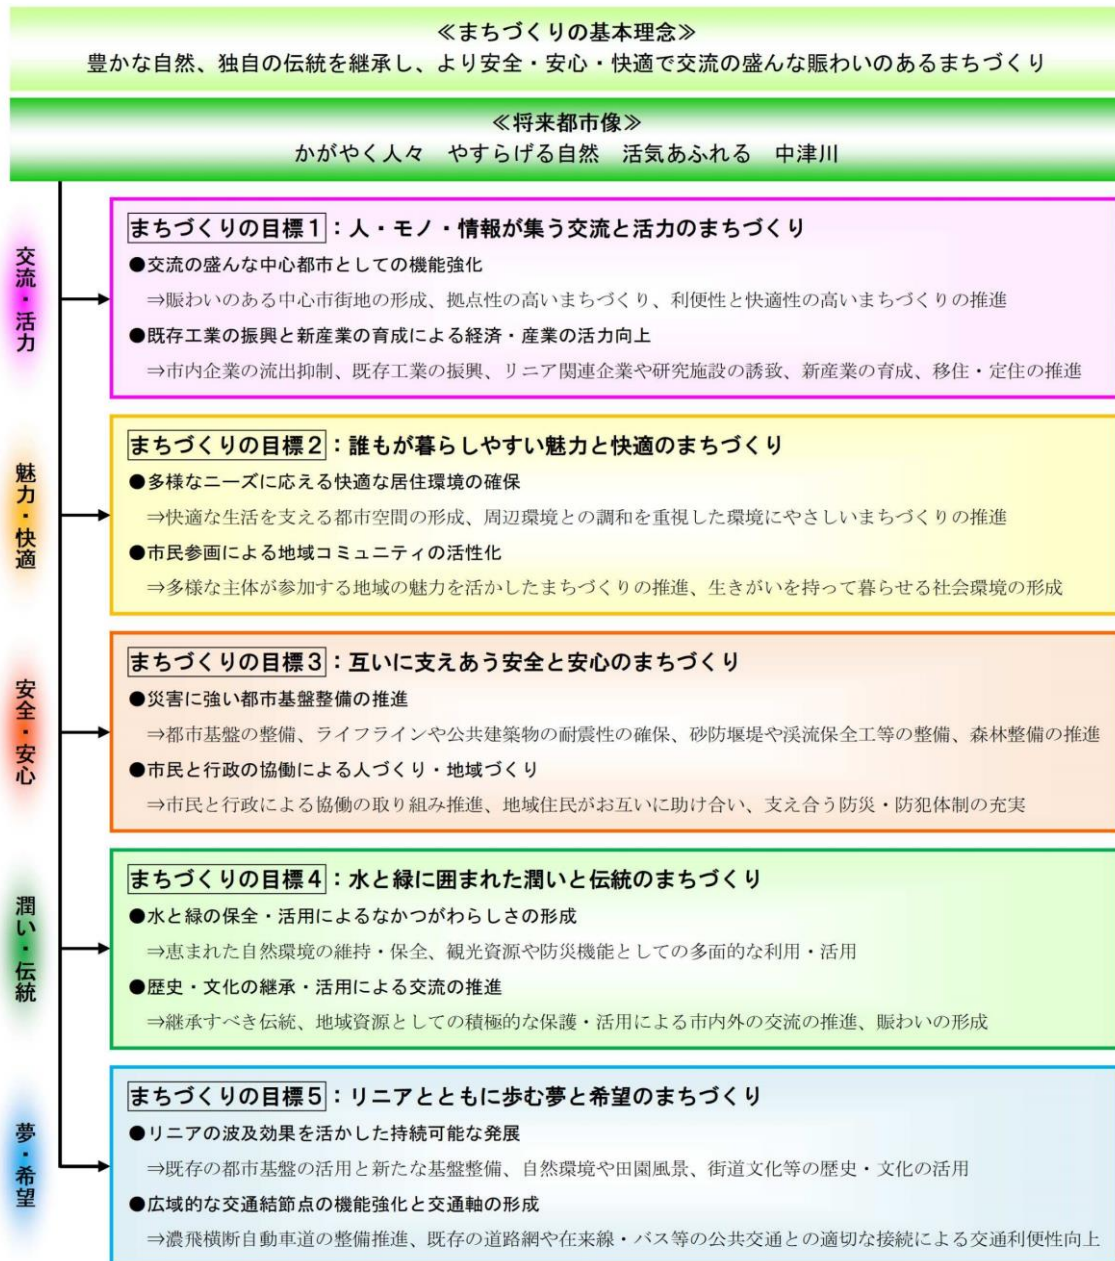 ≪まちづくりの基本理念≫
豊かな自然、独自の伝統を継承し、より安全・安心・快適で交流の盛んな賑わいのあるまちづくり
≪将来都市像≫
かがやく人々　やすらげる自然　活気あふれる　中津川
交流・活力
まちづくりの目標1：人・モノ・情報が集う交流と活力のまちづくり
●交流の盛んな中心都市としての機能強化
⇒賑わいのある中心市街地の形成、拠点性の高いまちづくり、利便性と快適性の高いまちづくりの推進
●既存工業の振興と新産業の育成による経済・産業の活力向上
⇒市内企業の流出抑制、既存工業の振興、リニア関連企業や研究施設の誘致、新産業の育成、移住・定住の推進
魅力・快適
まちづくりの目標2：誰もが暮らしやすい魅力と快適のまちづくり
●多様なニーズに応える快適な居住環境の確保
⇒快適な生活を支える都市空間の形成、周辺環境との調和を重視した環境にやさしいまちづくりの推進
●市民参画による地域コミュニティの活性化
⇒多様な主体が参加する地域の魅力を活かしたまちづくりの推進、生きがいを持って暮らせる社会環境の形成
安全・安心
まちづくりの目標3：互いに支えあう安全と安心のまちづくり
●災害に強い都市基盤整備の推進
⇒都市基盤の整備、ライフラインや公共建築物の耐震性の確保、砂防堰堤や渓流保全工等の整備、森林整備の推進
●市民と行政の協働による人づくり・地域づくり
⇒市民と行政による協働の取り組み推進、地域住民がお互いに助け合い、支え合う防災・防犯体制の充実
潤い・伝統
まちづくりの目標4：水と緑に囲まれた潤いと伝統のまちづくり
●水と緑の保全・活用によるなかつがわらしさの形成
⇒恵まれた自然環境の維持・保全、観光資源や防災機能としての多面的な利用・活用
●歴史・文化の継承・活用による交流の推進
⇒継承すべき伝統、地域資源としての積極的な保護・活用による市内外の交流の推進、賑わいの形成
夢・希望
まちづくりの目標5：リニアとともに歩む夢と希望のまちづくり
●リニアの波及効果を活かした持続可能な発展
⇒既存の都市基盤の活用と新たな基盤整備、自然環境や田園風景、街道文化等の歴史・文化の活用
●広域的な交通結節点の機能強化と交通軸の形成
⇒濃飛横断自動車道の整備推進、既存の道路網や在来線・バス等の公共交通との適切な接続による交通利便性向上